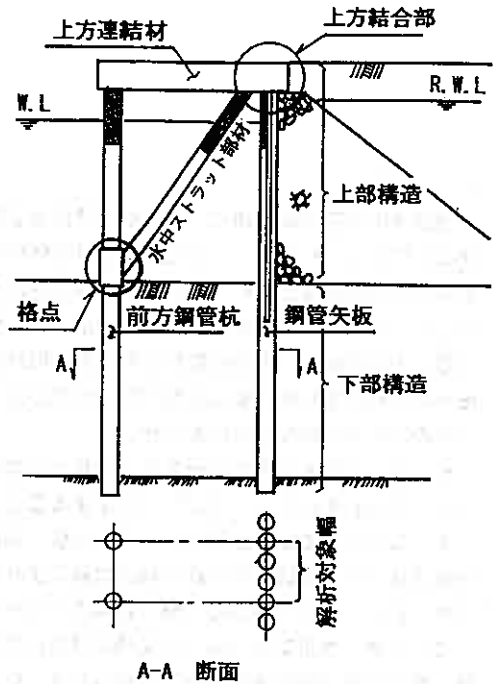 上方結合部
上方連結材
W.L
R.W.L
水中ストラット部材
上部構造
格点
前方鋼管杭
鋼管矢板
A
A
下部構造
解析対象幅
A-A 断面